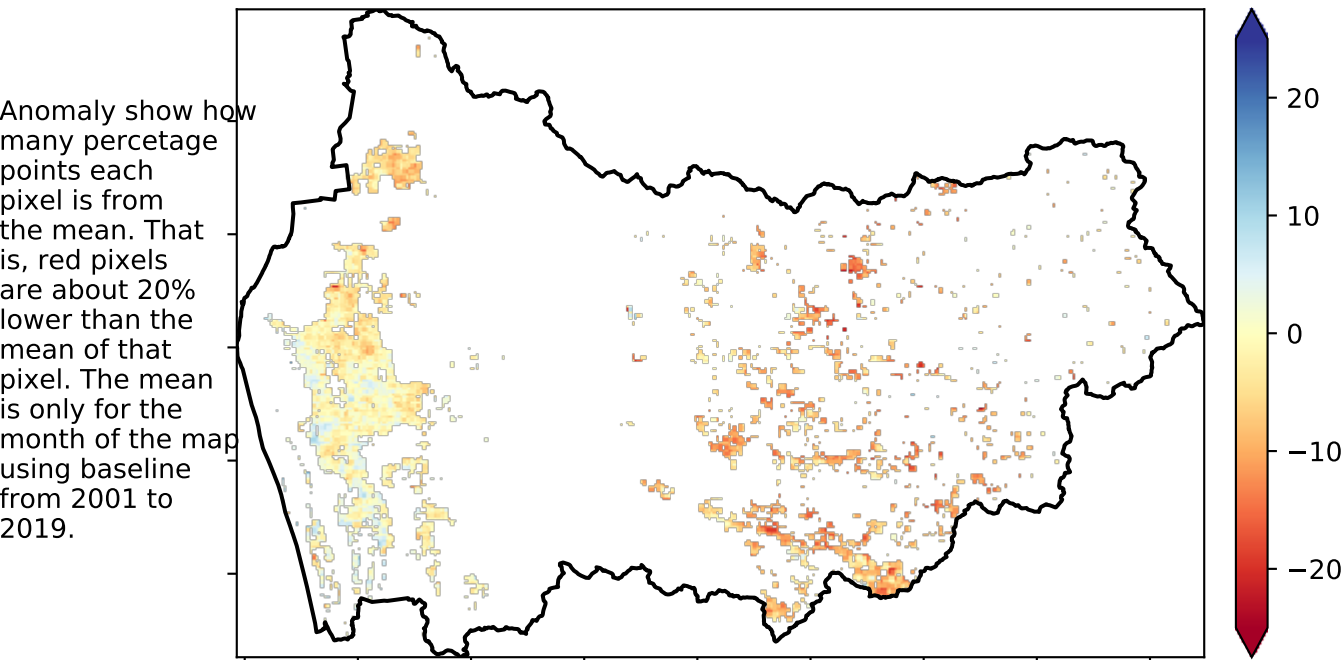 Anomaly show how
many percetage
points each
pixel is from
the mean. That
is, red pixels
are about 20%
lower than the
mean of that
pixel. The mean
is only for the
month of the map
using baseline
from 2001 to
2019.
20
10
0
−10
−20